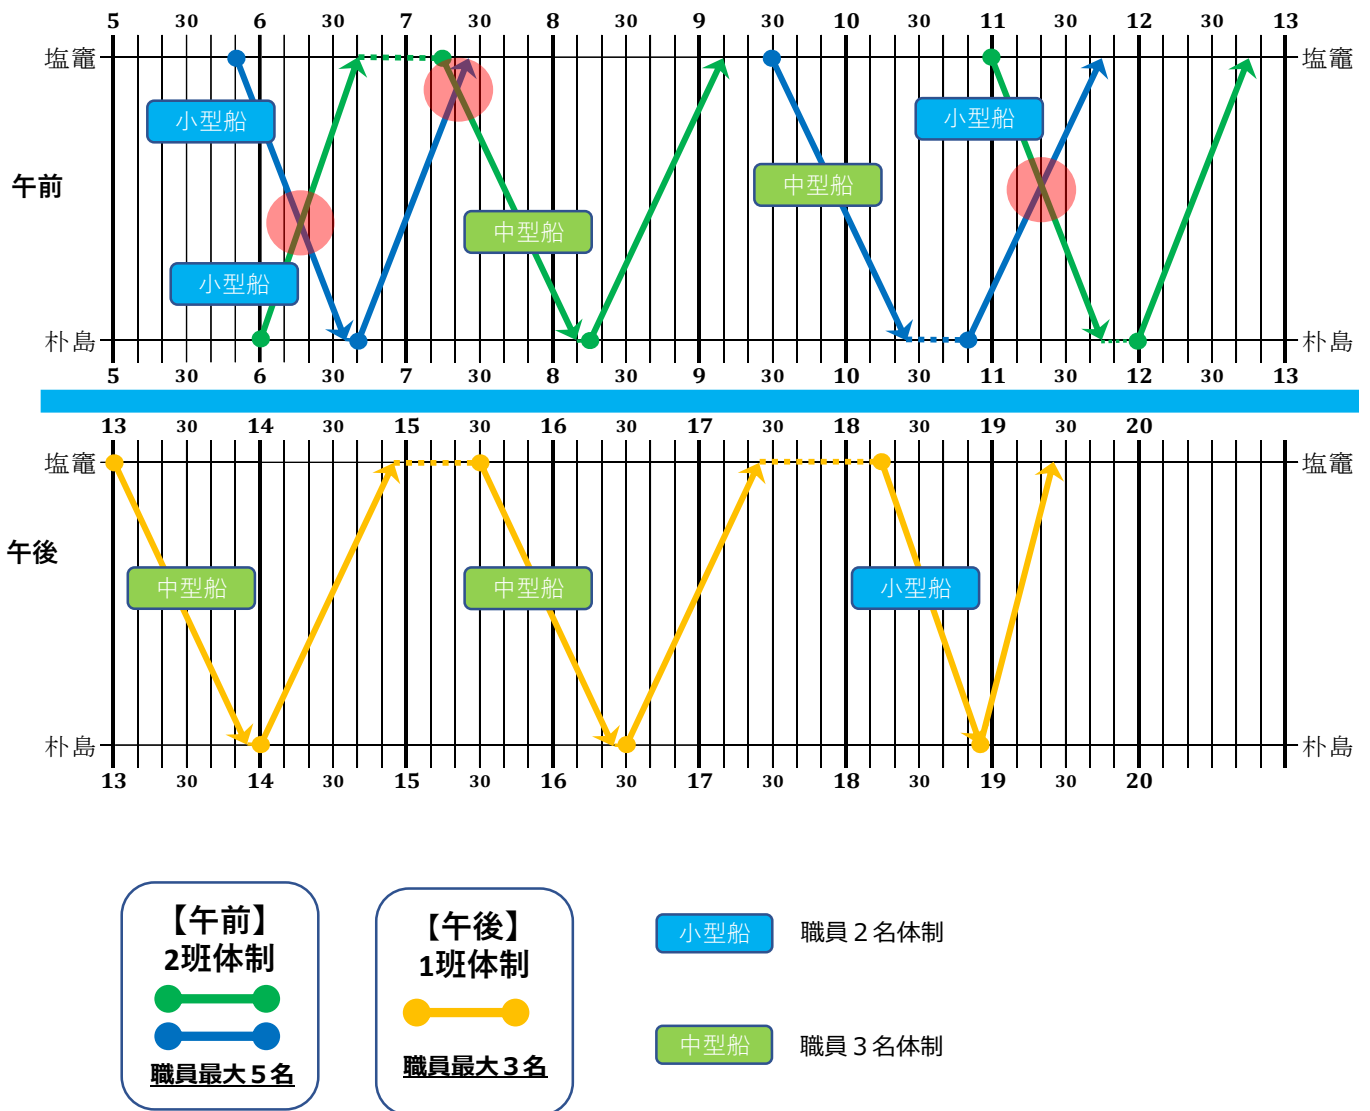 5 30 6 30 7 30 8 30 9 30 10 30 11 30 12 30 13
塩竈 塩竈
小型船 小型船
中型船
午前
中型船
小型船
朴島 朴島
5 30 6 30 7 30 8 30 9 30 10 30 11 30 12 30 13
13 30 14 30 15 30 16 30 17 30 18 30 19 30 20
塩竈 塩竈
午後
中型船 中型船 小型船
朴島 朴島
13 30 14 30 15 30 16 30 17 30 18 30 19 30 20
【午前】
2班体制
職員最大５名
【午後】
1班体制
職員最大３名
小型船 職員２名体制
中型船 職員３名体制